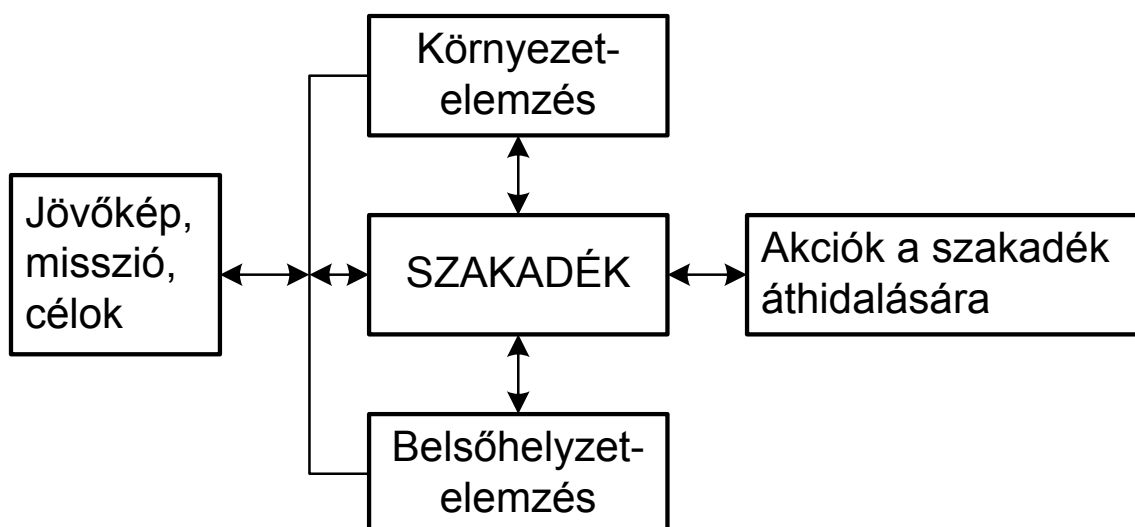 Környezet-
elemzés
Jövőkép,
misszió,
célok
SZAKADÉK
Akciók a szakadék
áthidalására
Belsőhelyzet-
elemzés